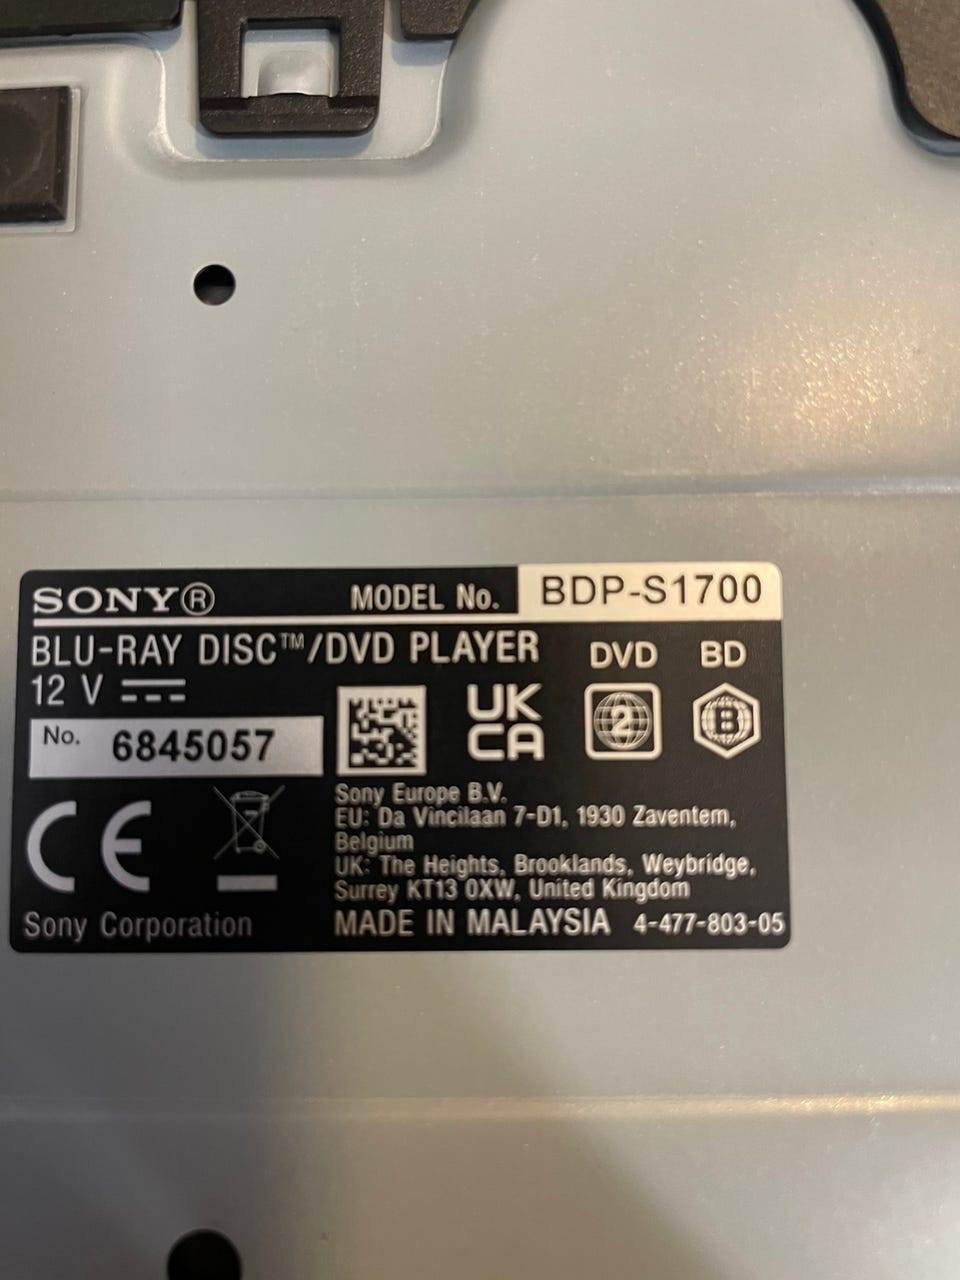 SONY® MODEL No. BDP-S1700
BLU-RAY DISC™/DVD PLAYER
DVD BD
12 V
UK
CA
2 B
No. 6845057
CE
Sony Europe B.V.
EU: Da Vincilaan 7-D1, 1930 Zaventem,
Belgium
UK: The Heights, Brooklands, Weybridge,
Surrey KT13 0XW, United Kingdom
Sony Corporation
MADE IN MALAYSIA 4-477-803-05